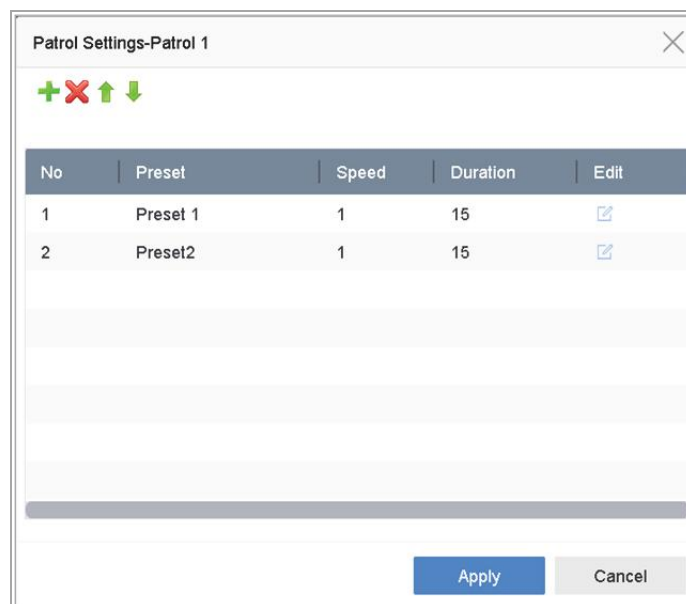 Patrol Settings-Patrol 1
No Preset Speed Duration Edit
1 Preset 1 1 15
2 Preset2 1 15
Apply Cancel